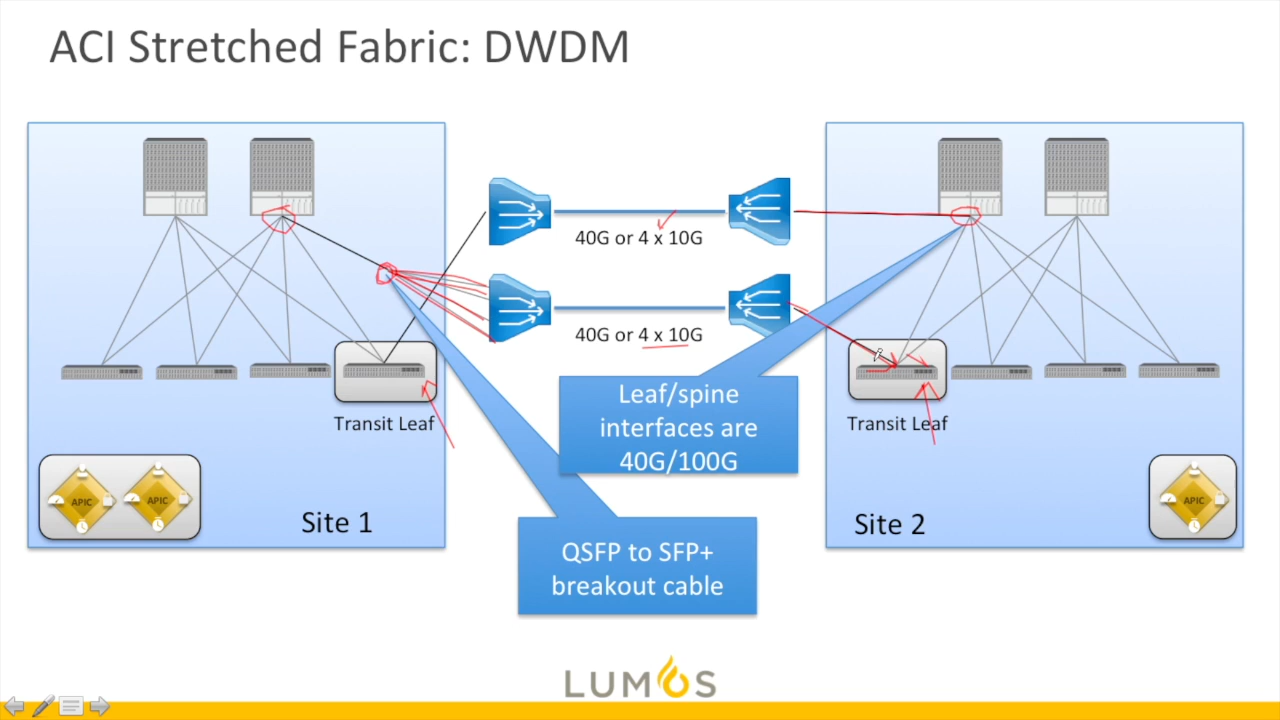 ACI Stretched Fabric: DWDM
40G or 4 x 10G
40G or 4 x 10G
Transit Leaf
Transit Leaf
Leaf/spine
interfaces are
40G/100G
APIC
APIC
Site 1
Site 2
APIC
QSFP to SFP+
breakout cable
LUMOS